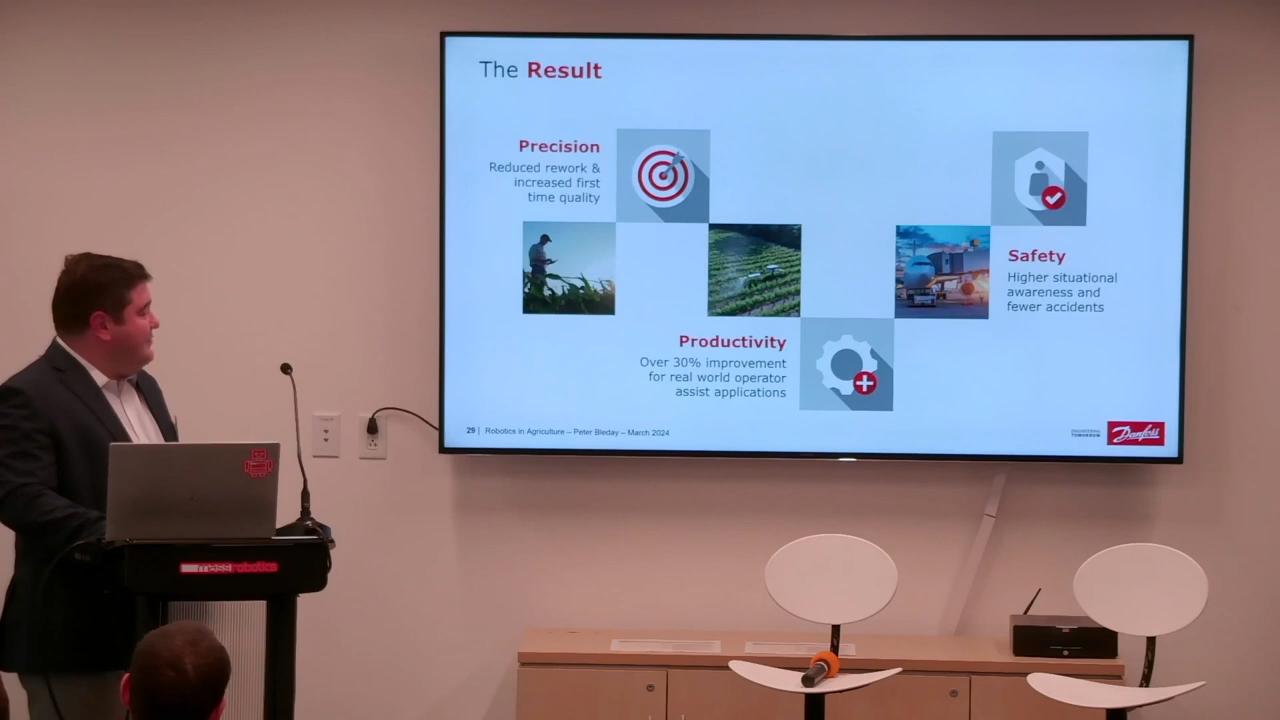 The Result
Precision
Reduced rework &
increased first
time quality
Safety
Higher situational
awareness and
fewer accidents
Productivity
Over 30% improvement
for real world operator
assist applications
29 | Robotics in Agriculture – Peter Bleday – March 2024
ENGINEERING
TOMORROW
Danfoss
massrobotics